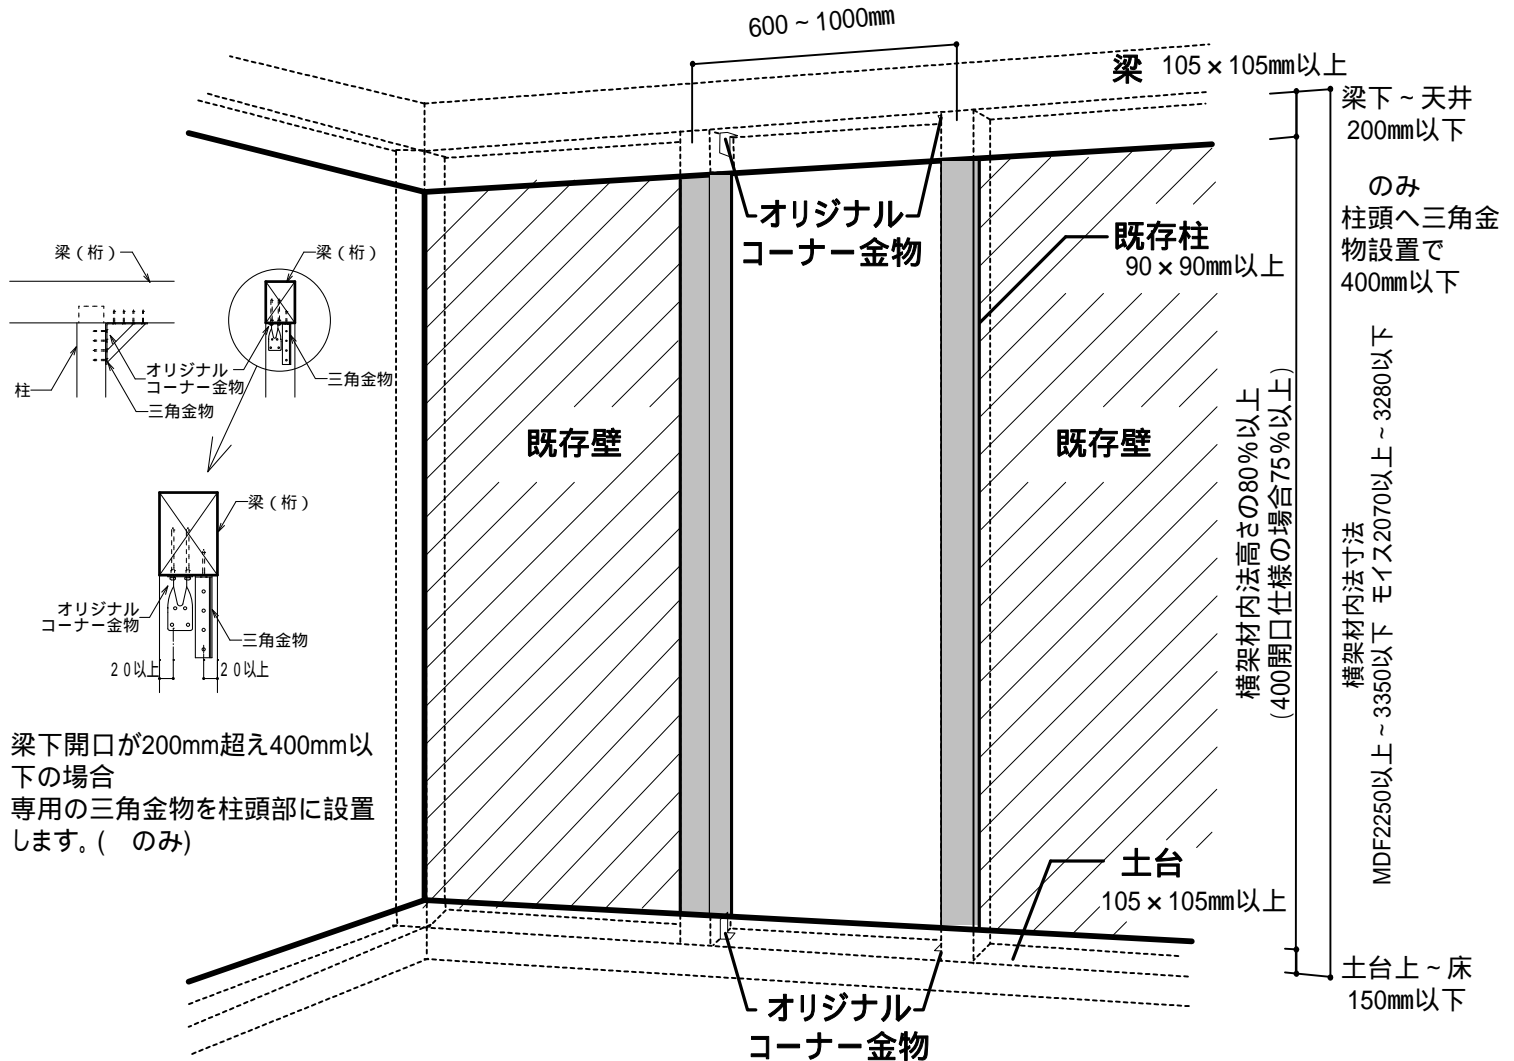 600～1000mm
梁 105×105mm以上
梁下～天井
200mm以下
のみ
柱頭へ三角金
物設置で
400mm以下
オリジナル
コーナー金物
既存柱
90×90mm以上
梁（桁）
梁（桁）
オリジナル
コーナー金物
三角金物
柱
三角金物
既存壁
既存壁
横架材内法高さの80%以上
（400開口仕様の場合75%以上）
横架材内法寸法
MDF2250以上～3350以下 モイス2070以上～3280以下
梁（桁）
オリジナル
コーナー金物
三角金物
20以上
20以上
梁下開口が200mm超え400mm以
下の場合
専用の三角金物を柱頭部に設置
します。（　のみ）
土台
105×105mm以上
土台上～床
150mm以下
オリジナル
コーナー金物